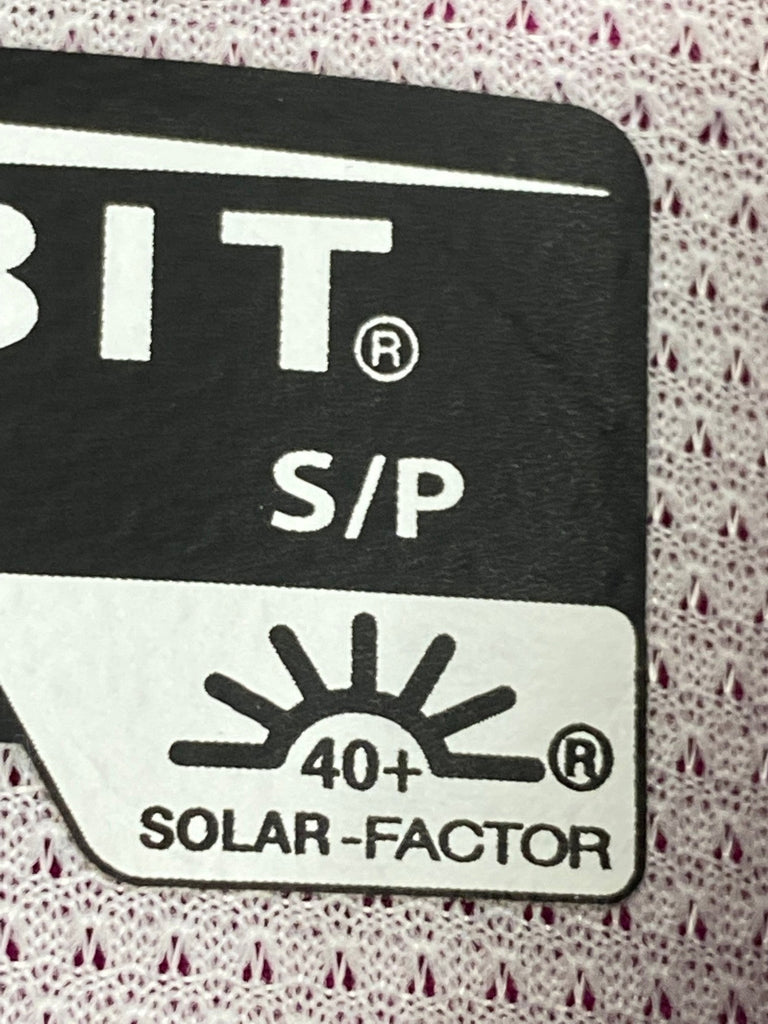 BIT®
S/P
40+ ®
SOLAR-FACTOR